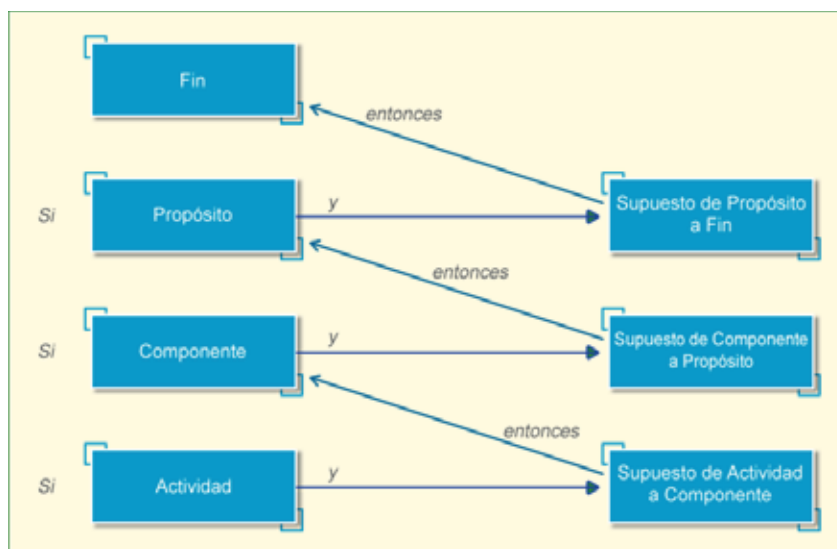 Fin
entonces
Si
Propósito
y
Supuesto de Propósito
a Fin
entonces
Si
Componente
y
Supuesto de Componente
a Propósito
entonces
Si
Actividad
y
Supuesto de Actividad
a Componente